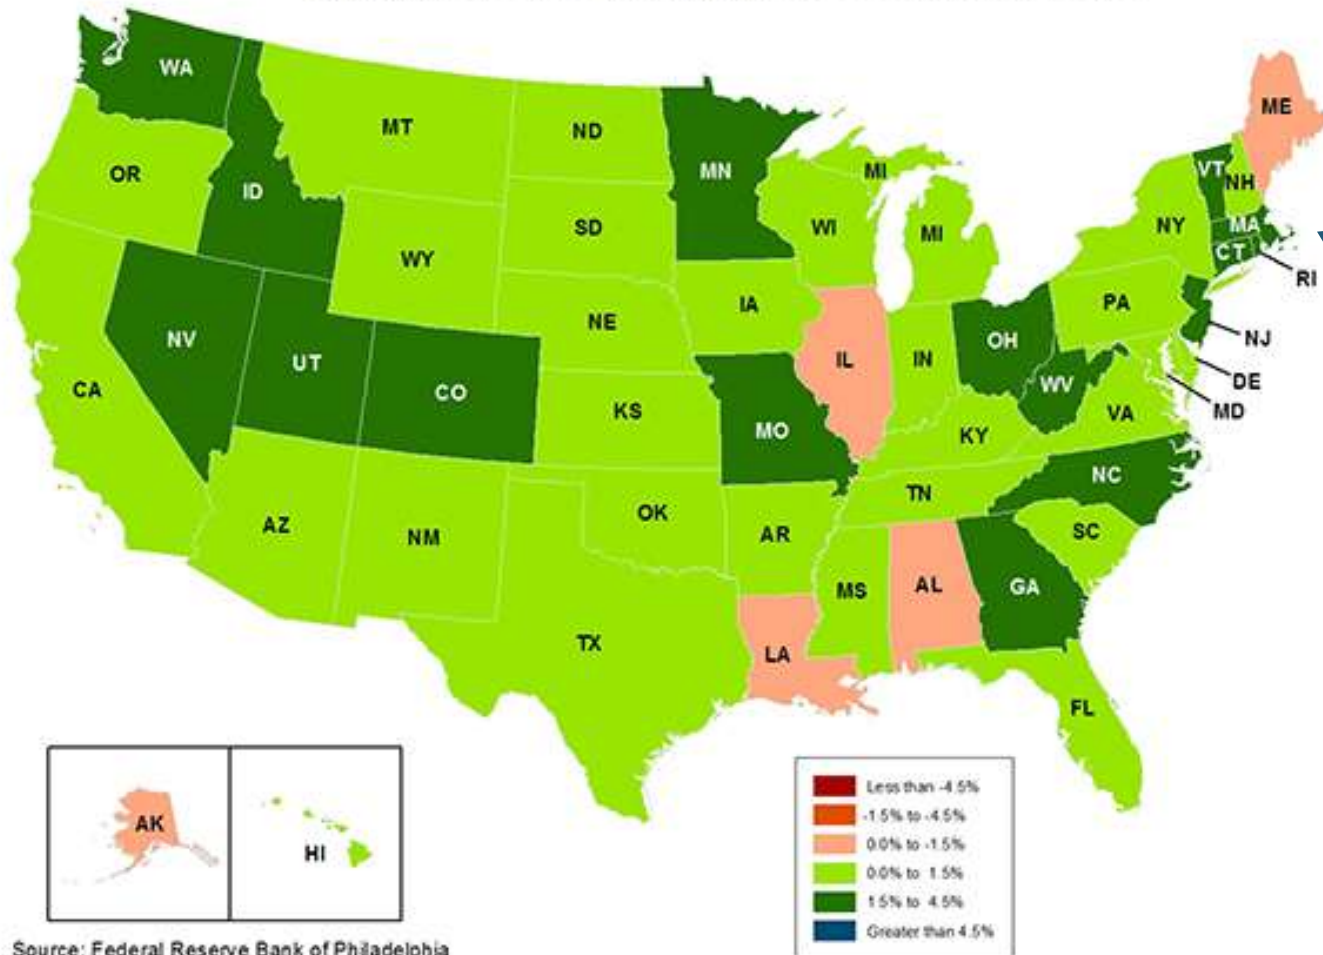 WA
MT
ND
MN
ME
OR
ID
SD
WI
MI
MI
VT
NH
NY
MA
CT
RI
WY
IA
PA
NE
NJ
NV
UT
CO
IL
IN
OH
WV
DE
MD
CA
KS
MO
KY
VA
AZ
NM
OK
AR
TN
NC
SC
TX
MS
AL
GA
LA
FL
AK
HI
Less than -4.5%
-1.5% to -4.5%
0.0% to -1.5%
0.0% to 1.5%
1.5% to 4.5%
Greater than 4.5%
Source: Federal Reserve Bank of Philadelphia